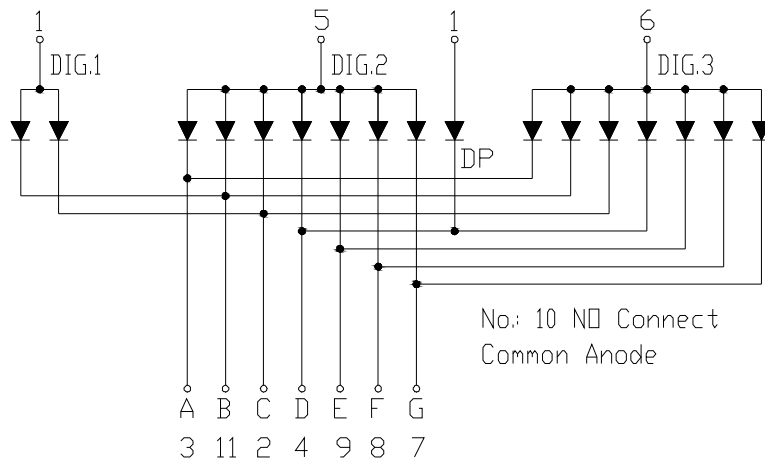 1 5 1 6
DIG.1 DIG.2 DIG.3
DP
No.: 10 NO Connect
Common Anode
A B C D E F G
3 11 2 4 9 8 7